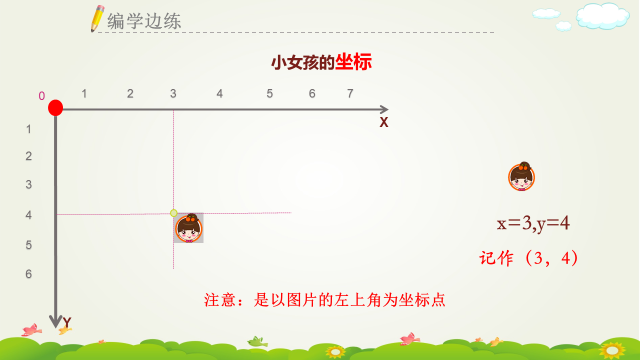 编学边练
小女孩的坐标
0 1 2 3 4 5 6 7
X
1
2
3
4
5
6
Y
x=3,y=4
记作（3，4）
注意：是以图片的左上角为坐标点